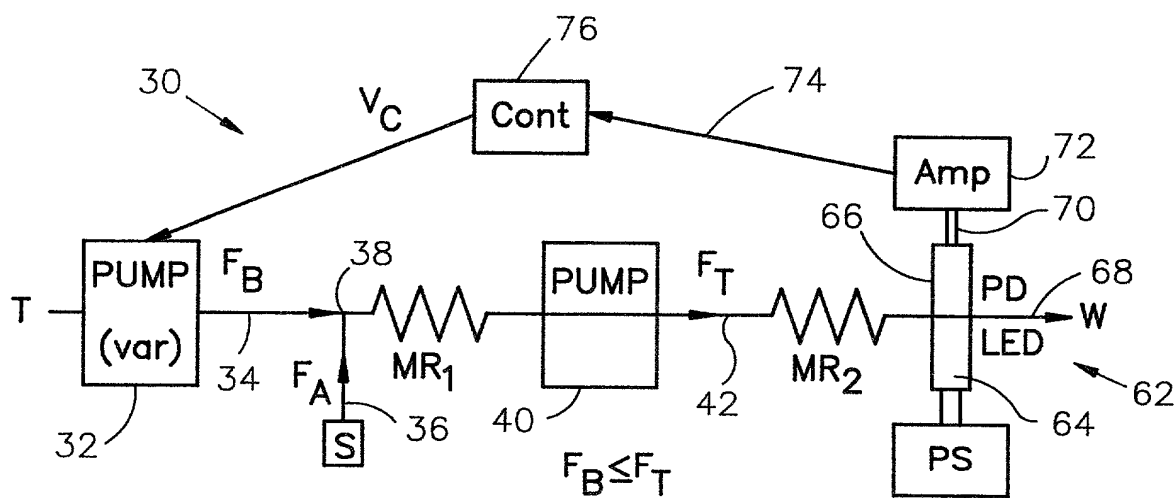 76
30
V_C
Cont
74
72
Amp
70
66
PUMP
(var)
T
F_B
38
34
F_A
36
S
32
MR_1
PUMP
40
F_T
42
MR_2
PD
LED
68
W
62
64
PS
F_B ≤ F_T